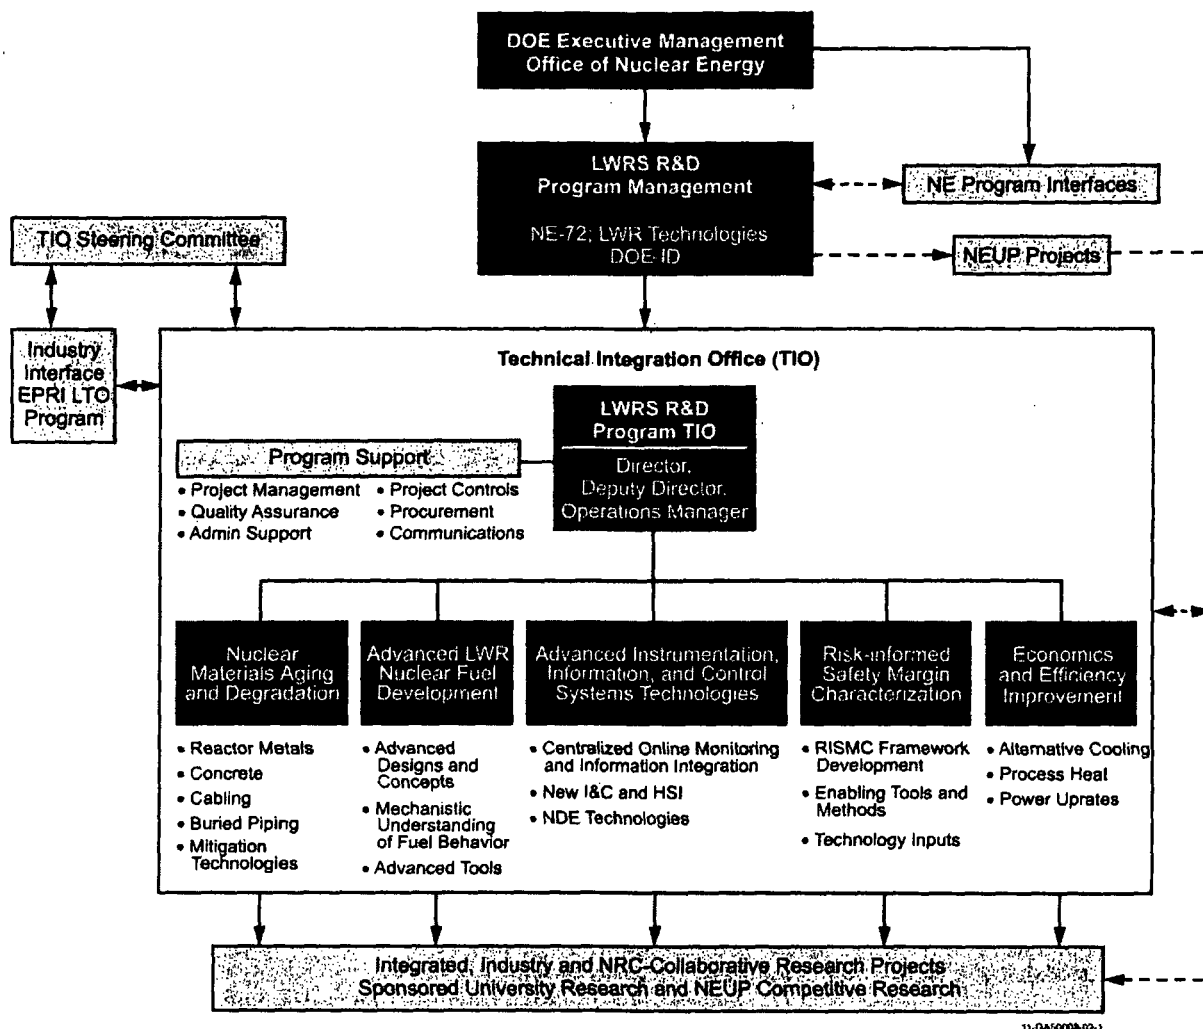 DOE Executive Management
Office of Nuclear Energy
LWRS R&D
Program Management
NE-72; LWR Technologies
DOE-ID
NE Program Interfaces
NEUP Projects
TIO Steering Committee
Industry
Interface
EPRI LTO
Program
Technical Integration Office (TIO)
LWRS R&D
Program TIO
Director,
Deputy Director,
Operations Manager
Program Support
• Project Management
• Quality Assurance
• Admin Support
• Project Controls
• Procurement
• Communications
Nuclear
Materials Aging
and Degradation
• Reactor Metals
• Concrete
• Cabling
• Buried Piping
• Mitigation
Technologies
Advanced LWR
Nuclear Fuel
Development
• Advanced
Designs and
Concepts
• Mechanistic
Understanding
of Fuel Behavior
• Advanced Tools
Advanced Instrumentation,
Information, and Control
Systems Technologies
• Centralized Online Monitoring
and Information Integration
• New I&C and HSI
• NDE Technologies
Risk-informed
Safety Margin
Characterization
• RISMC Framework
Development
• Enabling Tools and
Methods
• Technology Inputs
Economics
and Efficiency
Improvement
• Alternative Cooling
• Process Heat
• Power Uprates
Integrated, Industry and NRC-Collaborative Research Projects
Sponsored University Research and NEUP Competitive Research